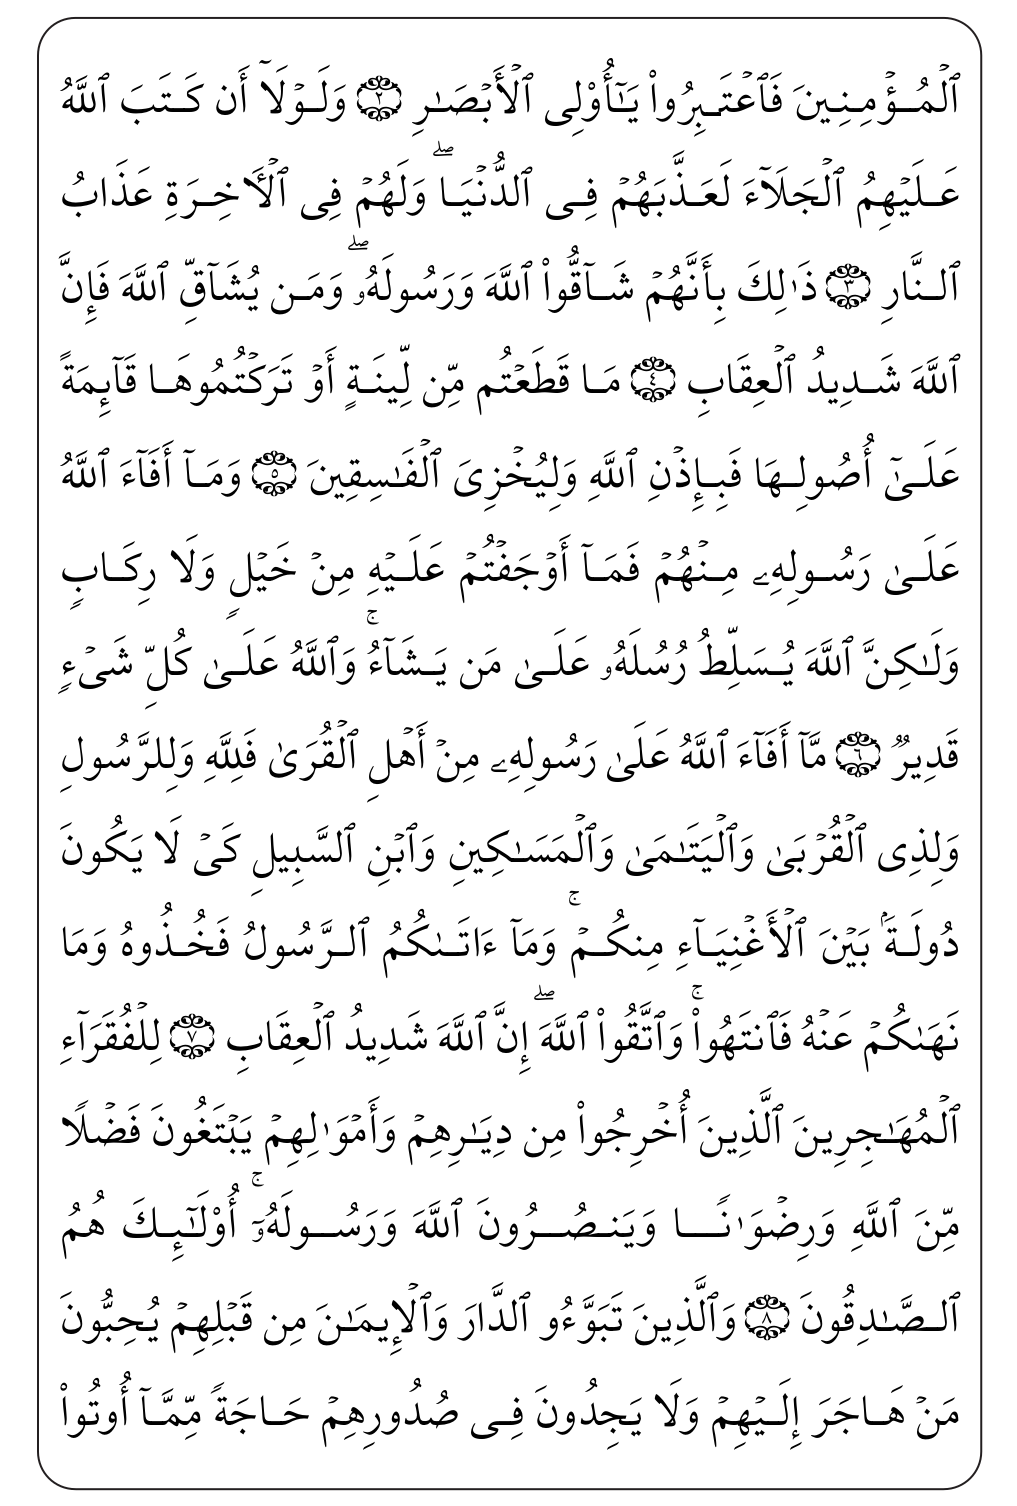 ٱلۡمُؤۡمِنِينَ فَٱعۡتَبِرُواْ يَـٰٓأُوْلِى ٱلۡأَبۡصَـٰرِ ٢ وَلَوۡلَآ أَن كَتَبَ ٱللَّهُ
عَلَيۡهِمُ ٱلۡجَلَآءَ لَعَذَّبَهُمۡ فِى ٱلدُّنۡيَاۖ وَلَهُمۡ فِى ٱلۡأَخِرَةِ عَذَابُ
ٱلنَّارِ ٣ ذَٰلِكَ بِأَنَّهُمۡ شَآقُّواْ ٱللَّهَ وَرَسُولَهُۥۖ وَمَن يُشَآقِّ ٱللَّهَ فَإِنَّ
ٱللَّهَ شَدِيدُ ٱلۡعِقَابِ ٤ مَا قَطَعۡتُم مِّن لِّينَةٍ أَوۡ تَرَكۡتُمُوهَا قَآئِمَةً
عَلَىٰٓ أُصُولِهَا فَبِإِذۡنِ ٱللَّهِ وَلِيُخۡزِىَ ٱلۡفَـٰسِقِينَ ٥ وَمَآ أَفَآءَ ٱللَّهُ
عَلَىٰ رَسُولِهِۦ مِنۡهُمۡ فَمَآ أَوۡجَفۡتُمۡ عَلَيۡهِ مِنۡ خَيۡلٍ وَلَا رِكَابٍ
وَلَـٰكِنَّ ٱللَّهَ يُسَلِّطُ رُسُلَهُۥ عَلَىٰ مَن يَشَآءُۚ وَٱللَّهُ عَلَىٰ كُلِّ شَىۡءٍ
قَدِيرٌ ٦ مَّآ أَفَآءَ ٱللَّهُ عَلَىٰ رَسُولِهِۦ مِنۡ أَهۡلِ ٱلۡقُرَىٰ فَلِلَّهِ وَلِلرَّسُولِ
وَلِذِى ٱلۡقُرۡبَىٰ وَٱلۡيَتَـٰمَىٰ وَٱلۡمَسَـٰكِينِ وَٱبۡنِ ٱلسَّبِيلِ كَىۡ لَا يَكُونَ
دُولَةَۢ بَيۡنَ ٱلۡأَغۡنِيَآءِ مِنكُمۡۚ وَمَآ ءَاتَىٰكُمُ ٱلرَّسُولُ فَخُذُوهُ وَمَا
نَهَىٰكُمۡ عَنۡهُ فَٱنتَهُواْۚ وَٱتَّقُواْ ٱللَّهَۖ إِنَّ ٱللَّهَ شَدِيدُ ٱلۡعِقَابِ ٧ لِلۡفُقَرَآءِ
ٱلۡمُهَـٰجِرِينَ ٱلَّذِينَ أُخۡرِجُواْ مِن دِيَـٰرِهِمۡ وَأَمۡوَٰلِهِمۡ يَبۡتَغُونَ فَضۡلًا
مِّنَ ٱللَّهِ وَرِضۡوَٰنًا وَيَنصُرُونَ ٱللَّهَ وَرَسُولَهُۥٓۚ أُوْلَـٰٓئِكَ هُمُ
ٱلصَّـٰدِقُونَ ٨ وَٱلَّذِينَ تَبَوَّءُو ٱلدَّارَ وَٱلۡإِيمَـٰنَ مِن قَبۡلِهِمۡ يُحِبُّونَ
مَنۡ هَاجَرَ إِلَيۡهِمۡ وَلَا يَجِدُونَ فِى صُدُورِهِمۡ حَاجَةً مِّمَّآ أُوتُواْ